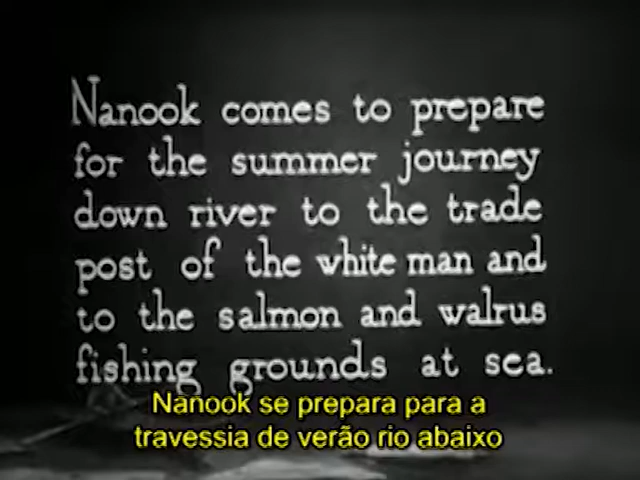 Nanook comes to prepare
for the summer journey
down river to the trade
post of the white man and
to the salmon and walrus
fishing grounds at sea.
Nanook se prepara para a
travessia de verão rio abaixo